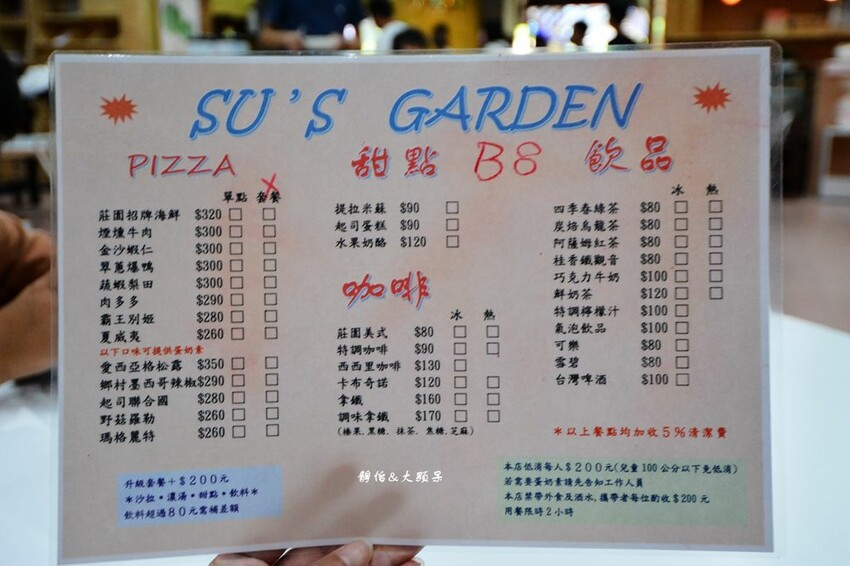 SU'S GARDEN
PIZZA
單點 套餐
莊園招牌海鮮 $320 □ □
煙燻牛肉 $300 □ □
金沙蝦仁 $300 □ □
翠蔥爆鴨 $300 □ □
蔬蝦梨田 $300 □ □
肉多多 $290 □ □
霸王別姬 $280 □ □
夏威夷 $260 □ □
以下口味可提供蛋奶素
愛西亞格松露 $350 □ □
鄉村墨西哥辣椒 $290 □ □
起司聯合國 $280 □ □
野菇羅勒 $260 □ □
瑪格麗特 $260 □ □
升級套餐+$200元
*沙拉•濃湯•甜點•飲料*
飲料超過80元需補差額
甜點 B8
提拉米蘇 $90 □
起司蛋糕 $90 □
水果奶酪 $120 □
咖啡
冰 熱
莊園美式 $80 □ □
特調咖啡 $90 □ □
西西里咖啡 $130 □
卡布奇諾 $120 □ □
拿鐵 $160 □ □
調味拿鐵 $170 □ □
(榛果、黑糖、抹茶、焦糖、芝麻)
飲品
冰 熱
四季春綠茶 $80 □ □
炭焙烏龍茶 $80 □ □
阿薩姆紅茶 $80 □ □
桂香鐵觀音 $80 □ □
巧克力牛奶 $100 □ □
鮮奶茶 $120 □ □
特調檸檬汁 $100 □
氣泡飲品 $100 □
可樂 $80 □
雪碧 $80 □
台灣啤酒 $100 □
*以上餐點均加收5%清潔費
本店低消每人$200元(兒童100公分以下免低消)
若需要蛋奶素請先告知工作人員
本店禁帶外食及酒水,攜帶者每位酌收$200元
用餐限時2小時
靜怡&大顆呆